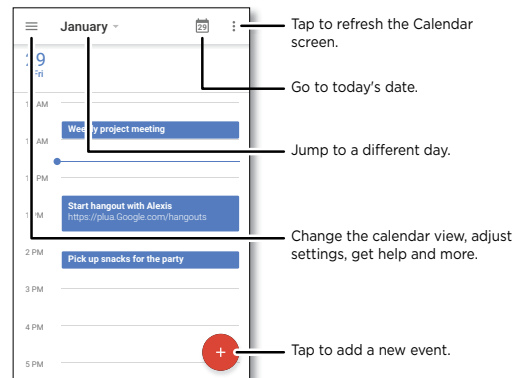 January
29
Tap to refresh the Calendar
screen.
29
Fri
Go to today's date.
AM
Weekly project meeting
AM
Jump to a different day.
PM
Start hangout with Alexis
https://plua.Google.com/hangouts
1 PM
Change the calendar view, adjust
settings, get help and more.
2 PM
Pick up snacks for the party
3 PM
4 PM
Tap to add a new event.
5 PM